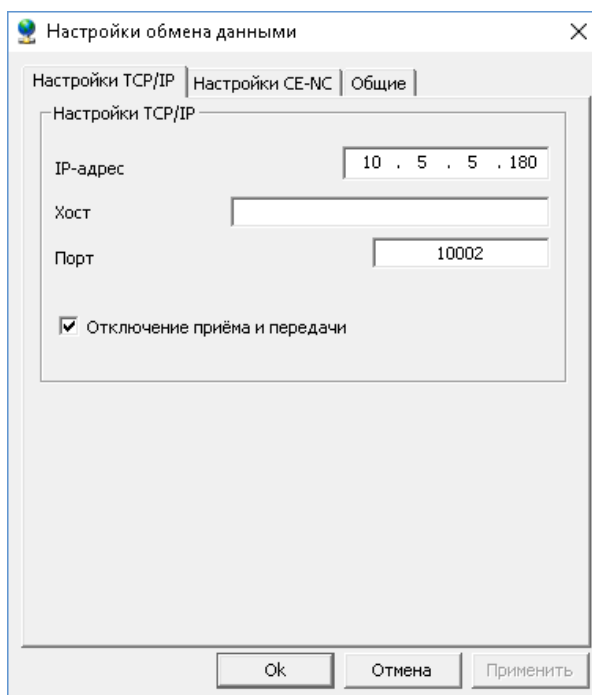 Настройки обмена данными
Настройки TCP/IP Настройки CE-NC Общие
Настройки TCP/IP
IP-адрес 10 . 5 . 5 . 180
Хост
Порт 10002
Отключение приёма и передачи
Ok Отмена Применить